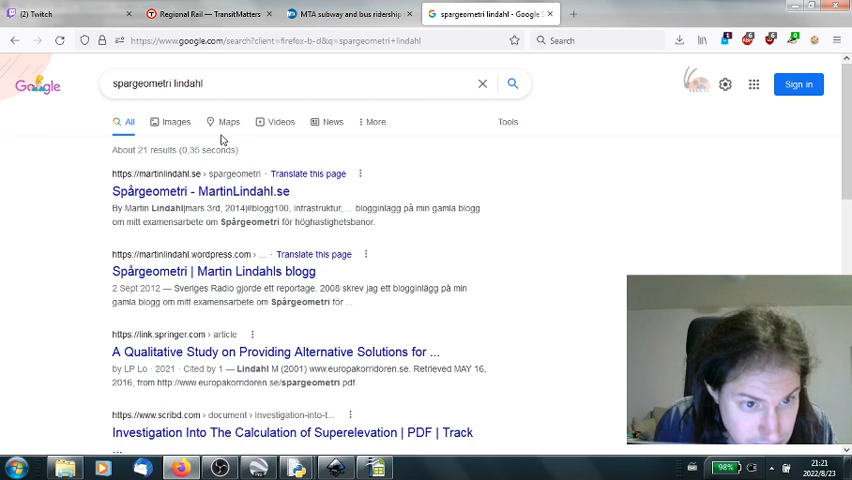 (2) Twitch
Regional Rail — TransitMatters
MTA subway and bus ridership
spargeometri lindahl - Google S
https://www.google.com/search?client=firefox-b-d&q=spargeometri+lindahl
Search
Google
spargeometri lindahl
Sign in
All
Images
Maps
Videos
News
More
Tools
About 21 results (0,35 seconds)
https://martinlindahl.se › spargeometri · Translate this page
Spårgeometri - MartinLindahl.se
By Martin Lindahl|mars 3rd, 2014|#blogg100, Infrastruktur, ... blogginlägg på min gamla blogg
om mitt examensarbete om Spårgeometri för höghastighetsbanor.
https://martinlindahl.wordpress.com › ... · Translate this page
Spårgeometri | Martin Lindahls blogg
2 Sept 2012 — Sveriges Radio gjorde ett reportage. 2008 skrev jag ett blogginlägg på min
gamla blogg om mitt examensarbete om Spårgeometri för ...
https://link.springer.com › article
A Qualitative Study on Providing Alternative Solutions for ...
by LP Lo · 2021 · Cited by 1 — Lindahl M (2001) www.europakorridoren.se. Retrieved MAY 16,
2016, from http://www.europakorridoren.se/spargeometri.pdf.
https://www.scribd.com › document › Investigation-into-t...
Investigation Into The Calculation of Superelevation | PDF | Track
...
98%
21:21
2022/8/23